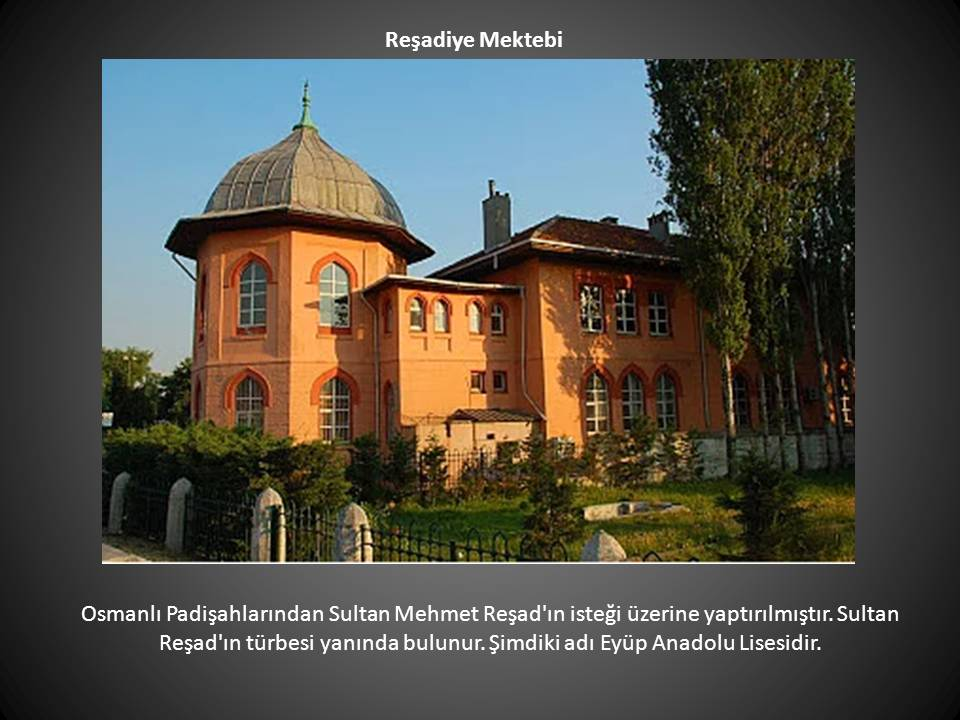 Reşadiye Mektebi
Osmanlı Padişahlarından Sultan Mehmet Reşad'ın isteği üzerine yaptırılmıştır. Sultan
Reşad'ın türbesi yanında bulunur. Şimdiki adı Eyüp Anadolu Lisesidir.